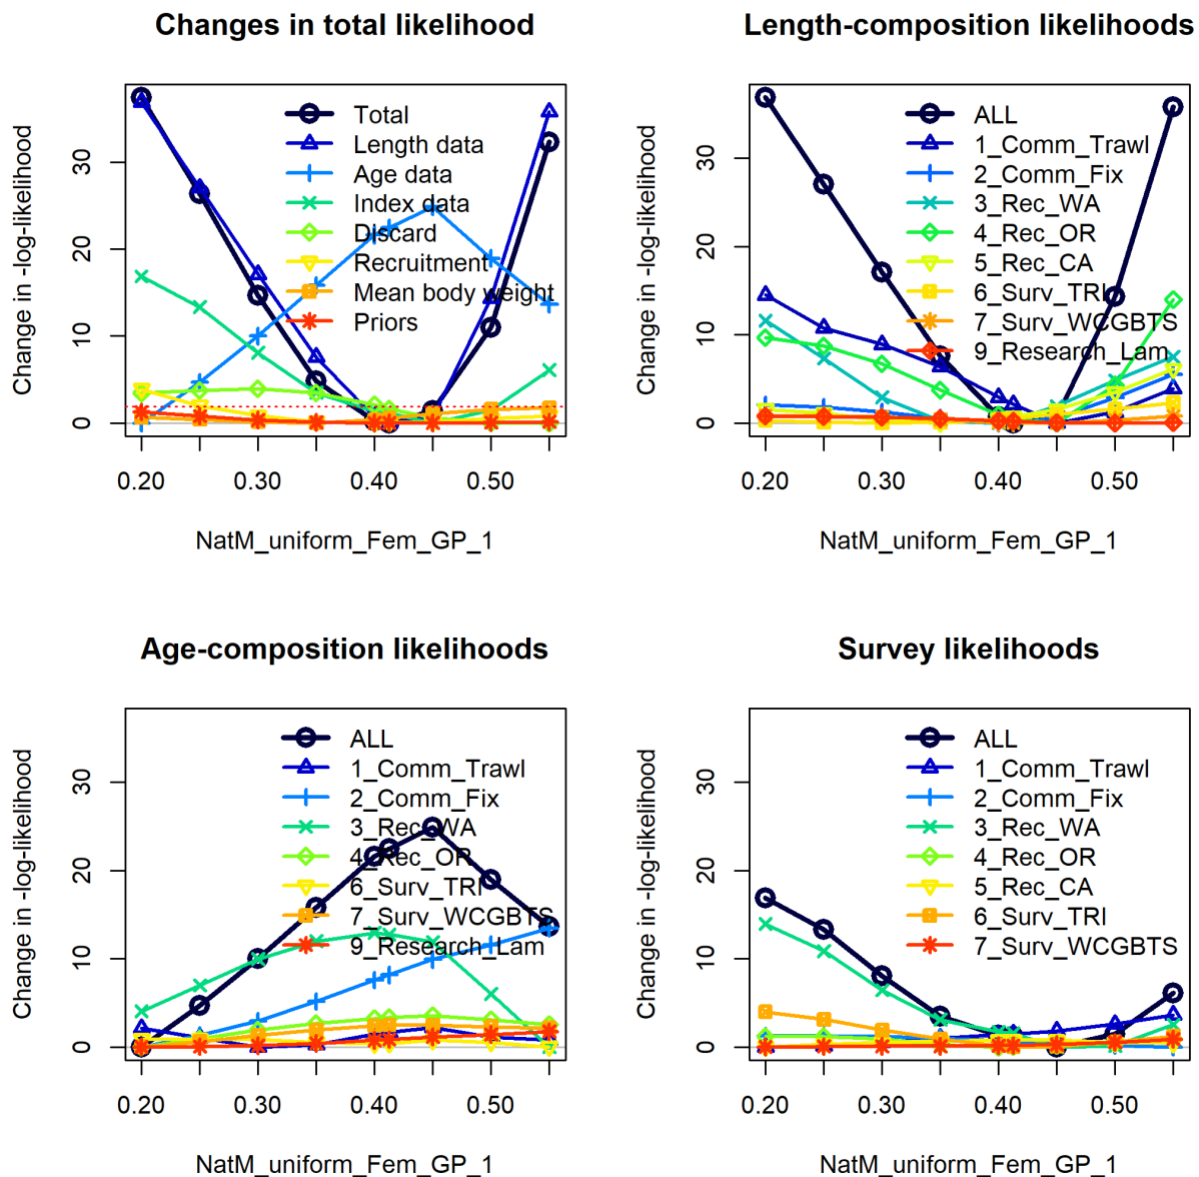 Changes in total likelihood
Change in -log-likelihood
0 10 20 30
Total
Length data
Age data
Index data
Discard
Recruitment
Mean body weight
Priors
0.20 0.30 0.40 0.50
NatM_uniform_Fem_GP_1
Length-composition likelihoods
Change in -log-likelihood
0 10 20 30
ALL
1_Comm_Trawl
2_Comm_Fix
3_Rec_WA
4_Rec_OR
5_Rec_CA
6_Surv_TRI
7_Surv_WCGBTS
9_Research_Lam
0.20 0.30 0.40 0.50
NatM_uniform_Fem_GP_1
Age-composition likelihoods
Change in -log-likelihood
0 10 20 30
ALL
1_Comm_Trawl
2_Comm_Fix
3_Rec_WA
4_Rec_OR
6_Surv_TRI
7_Surv_WCGBTS
9_Research_Lam
0.20 0.30 0.40 0.50
NatM_uniform_Fem_GP_1
Survey likelihoods
Change in -log-likelihood
0 10 20 30
ALL
1_Comm_Trawl
2_Comm_Fix
3_Rec_WA
4_Rec_OR
5_Rec_CA
6_Surv_TRI
7_Surv_WCGBTS
0.20 0.30 0.40 0.50
NatM_uniform_Fem_GP_1